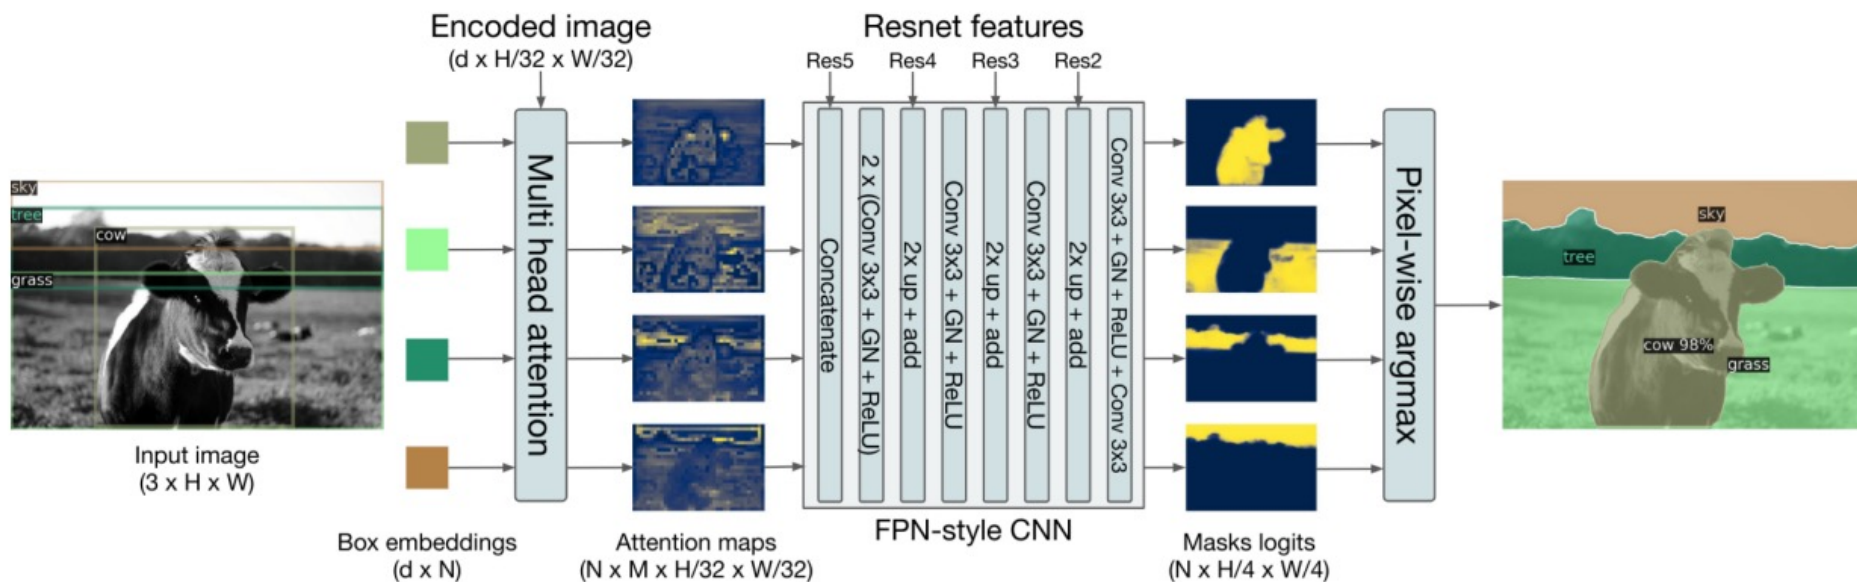 Encoded image
(d x H/32 x W/32)
Resnet features
Res5
Res4
Res3
Res2
sky
tree
cow
grass
Input image
(3 x H x W)
Box embeddings
(d x N)
Multi head attention
Attention maps
(N x M x H/32 x W/32)
Concatenate
2 x (Conv 3x3 + GN + ReLU)
2x up + add
Conv 3x3 + GN + ReLU
2x up + add
Conv 3x3 + GN + ReLU
2x up + add
Conv 3x3 + GN + ReLU + Conv 3x3
FPN-style CNN
Masks logits
(N x H/4 x W/4)
Pixel-wise argmax
sky
tree
cow 98%
grass